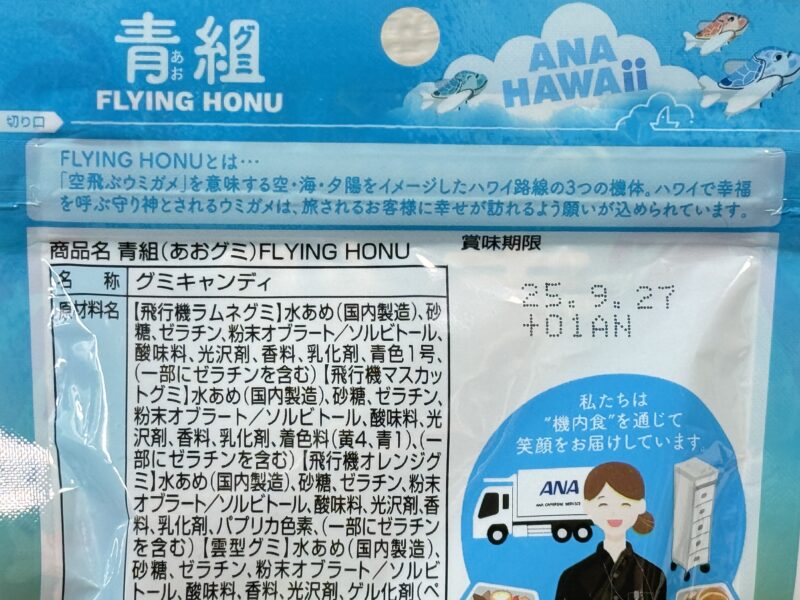 青組
あおグミ
FLYING HONU
ANA
HAWAii
切り口
FLYING HONUとは…
「空飛ぶウミガメ」を意味する空・海・夕陽をイメージしたハワイ路線の3つの機体。ハワイで幸福
を呼ぶ守り神とされるウミガメは、旅されるお客様に幸せが訪れるよう願いが込められています。
商品名 青組(あおグミ)FLYING HONU
賞味期限
25.9.27
+01AN
名 称 グミキャンディ
原材料名 【飛行機ラムネグミ】水あめ(国内製造)、砂
糖、ゼラチン、粉末オブラート/ソルビトール、
酸味料、光沢剤、香料、乳化剤、青色1号、
(一部にゼラチンを含む)【飛行機マスカッ
トグミ】水あめ(国内製造)、砂糖、ゼラチン、
粉末オブラート/ソルビトール、酸味料、光
沢剤、香料、乳化剤、着色料(黄4、青1)、(一
部にゼラチンを含む)【飛行機オレンジグ
ミ】水あめ(国内製造)、砂糖、ゼラチン、粉末
オブラート/ソルビトール、酸味料、光沢剤、香
料、乳化剤、パプリカ色素、(一部にゼラチン
を含む)【雲型グミ】水あめ(国内製造)、
砂糖、ゼラチン、粉末オブラート/ソルビ
トール、酸味料、香料、光沢剤、ゲル化剤(ペ
私たちは
"機内食"を通じて
笑顔をお届けしています。
ANA
ANA CATERING SERVICE